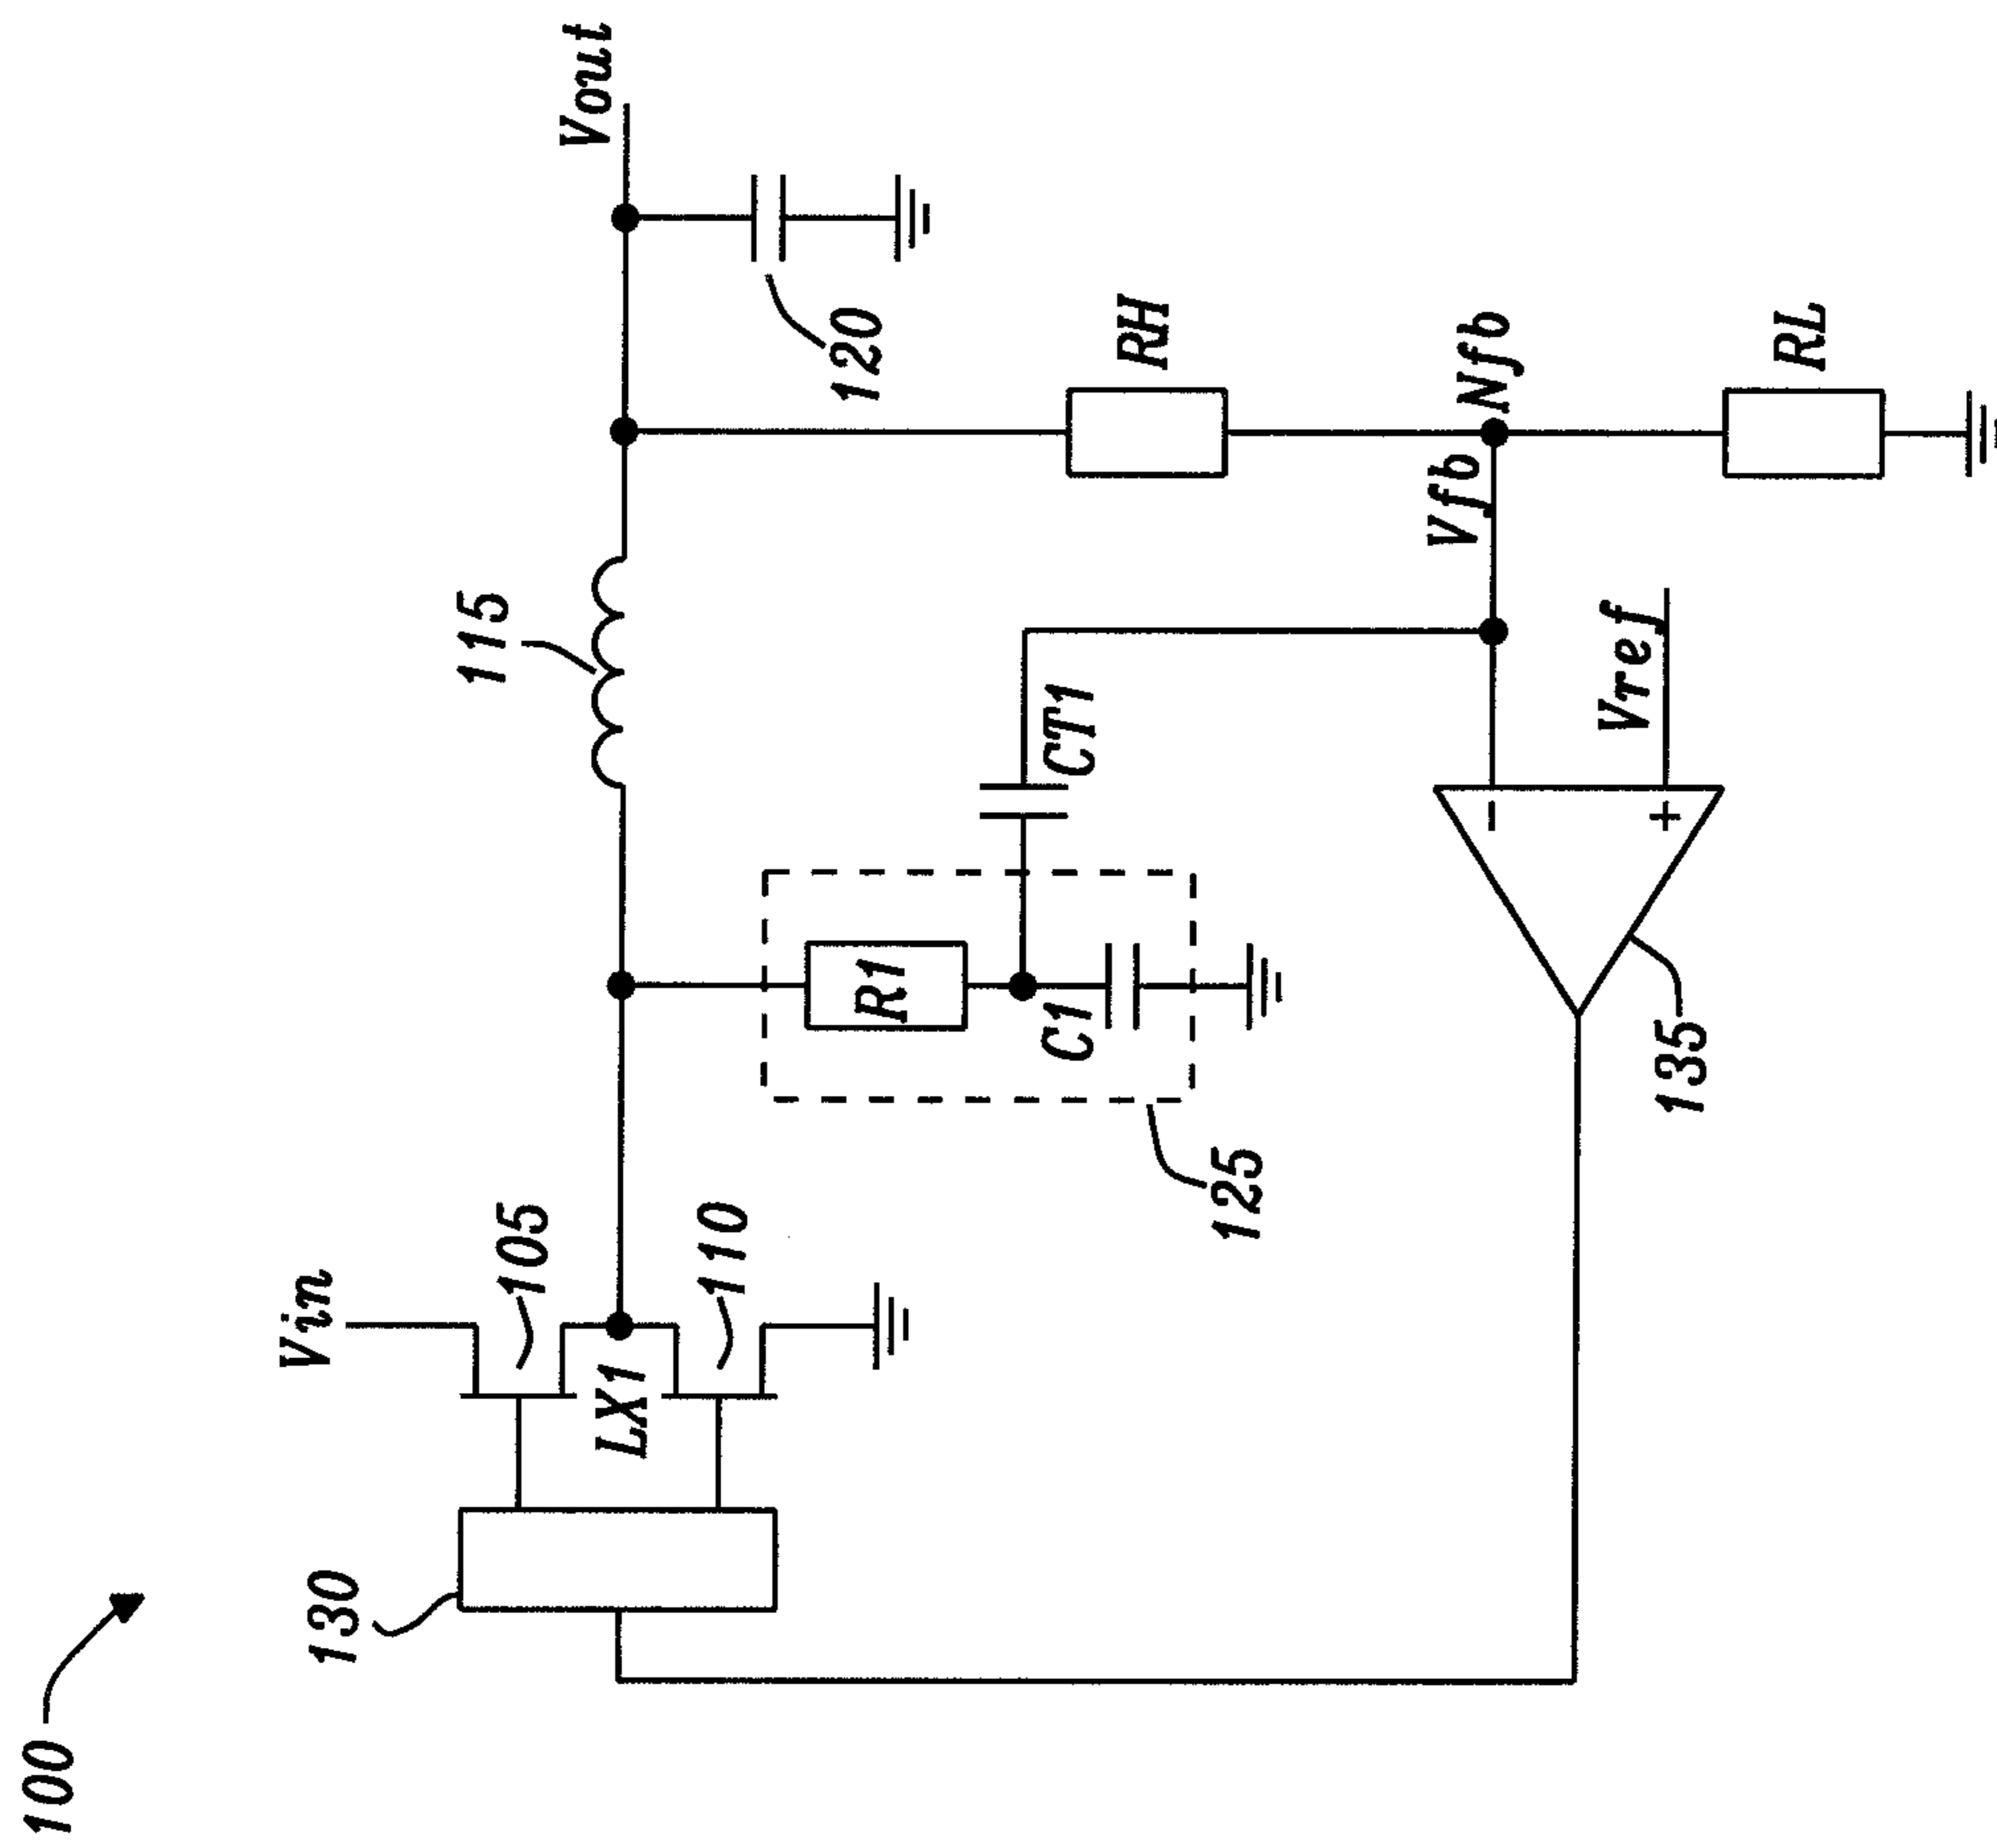 100
130
Vin
105
LX1
110
115
Vout
120
R1
C1
125
CT1
RH
Vfb
Nfb
RL
Vref
-
+
135